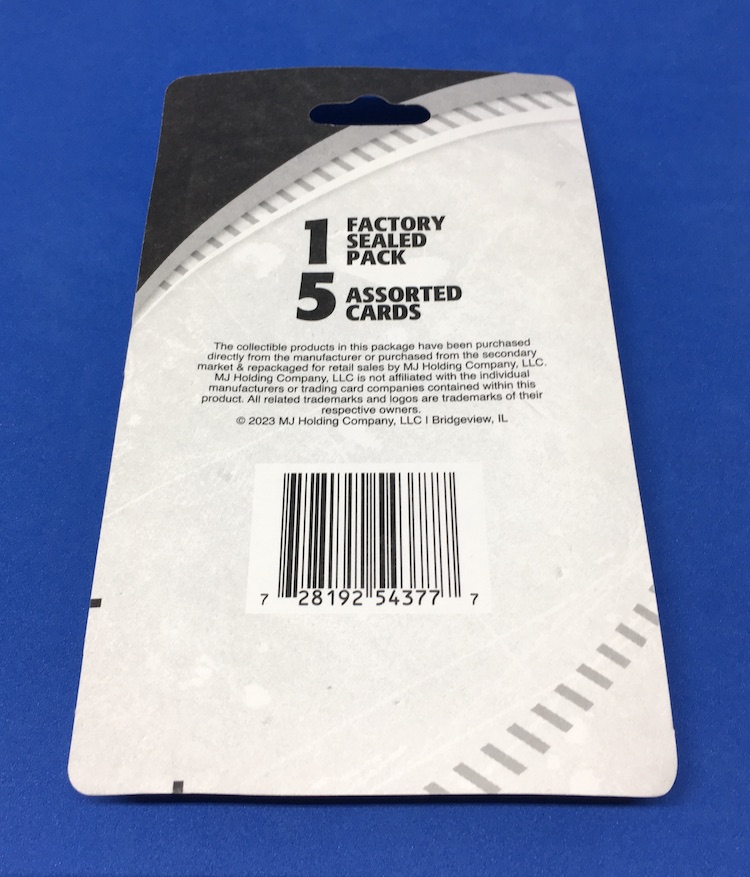 1 FACTORY
SEALED
PACK
5 ASSORTED
CARDS
The collectible products in this package have been purchased
directly from the manufacturer or purchased from the secondary
market & repackaged for retail sales by MJ Holding Company, LLC.
MJ Holding Company, LLC is not affiliated with the individual
manufacturers or trading card companies contained within this
product. All related trademarks and logos are trademarks of their
respective owners.
© 2023 MJ Holding Company, LLC | Bridgeview, IL
7 28192 54377 7